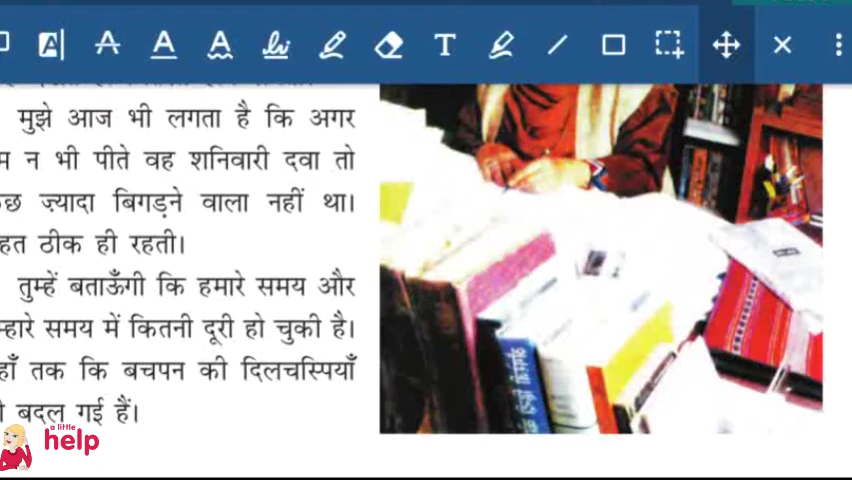 मुझे आज भी लगता है कि अगर
न भी पीते वह शनिवारी दवा तो
ज़्यादा बिगड़ने वाला नहीं था।
ठीक ही रहती।
तुम्हें बताऊँगी कि हमारे समय और
समय में कितनी दूरी हो चुकी है।
तक कि बचपन की दिलचस्पियाँ
बदल गई हैं।
a little
help